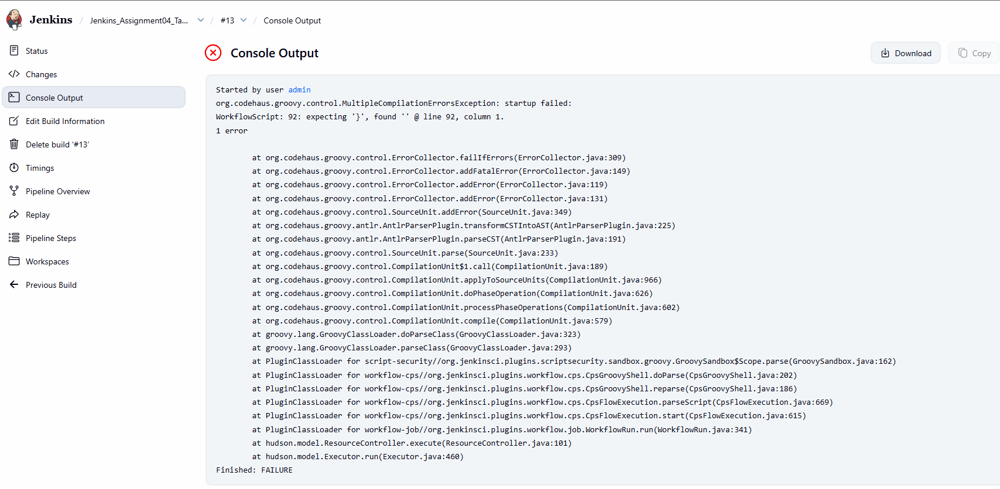 Jenkins / Jenkins_Assignment04_Ta... / #13 / Console Output
Status
Changes
Console Output
Edit Build Information
Delete build ‘#13’
Timings
Pipeline Overview
Replay
Pipeline Steps
Workspaces
Previous Build
Console Output
Download
Copy
Started by user admin
org.codehaus.groovy.control.MultipleCompilationErrorsException: startup failed:
WorkflowScript: 92: expecting '}', found '' @ line 92, column 1.
1 error
at org.codehaus.groovy.control.ErrorCollector.failIfErrors(ErrorCollector.java:309)
at org.codehaus.groovy.control.ErrorCollector.addFatalError(ErrorCollector.java:149)
at org.codehaus.groovy.control.ErrorCollector.addError(ErrorCollector.java:119)
at org.codehaus.groovy.control.ErrorCollector.addError(ErrorCollector.java:131)
at org.codehaus.groovy.control.SourceUnit.addError(SourceUnit.java:349)
at org.codehaus.groovy.antlr.AntlrParserPlugin.transformCSTIntoAST(AntlrParserPlugin.java:225)
at org.codehaus.groovy.antlr.AntlrParserPlugin.parseCST(AntlrParserPlugin.java:191)
at org.codehaus.groovy.control.SourceUnit.parse(SourceUnit.java:233)
at org.codehaus.groovy.control.CompilationUnit$1.call(CompilationUnit.java:189)
at org.codehaus.groovy.control.CompilationUnit.applyToSourceUnits(CompilationUnit.java:966)
at org.codehaus.groovy.control.CompilationUnit.doPhaseOperation(CompilationUnit.java:626)
at org.codehaus.groovy.control.CompilationUnit.processPhaseOperations(CompilationUnit.java:602)
at org.codehaus.groovy.control.CompilationUnit.compile(CompilationUnit.java:579)
at groovy.lang.GroovyClassLoader.doParseClass(GroovyClassLoader.java:323)
at groovy.lang.GroovyClassLoader.parseClass(GroovyClassLoader.java:293)
at PluginClassLoader for script-security//org.jenkinsci.plugins.scriptsecurity.sandbox.groovy.GroovySandbox$Scope.parse(GroovySandbox.java:162)
at PluginClassLoader for workflow-cps//org.jenkinsci.plugins.workflow.cps.CpsGroovyShell.doParse(CpsGroovyShell.java:202)
at PluginClassLoader for workflow-cps//org.jenkinsci.plugins.workflow.cps.CpsGroovyShell.reparse(CpsGroovyShell.java:186)
at PluginClassLoader for workflow-cps//org.jenkinsci.plugins.workflow.cps.CpsFlowExecution.parseScript(CpsFlowExecution.java:669)
at PluginClassLoader for workflow-cps//org.jenkinsci.plugins.workflow.cps.CpsFlowExecution.start(CpsFlowExecution.java:615)
at PluginClassLoader for workflow-job//org.jenkinsci.plugins.workflow.job.WorkflowRun.run(WorkflowRun.java:341)
at hudson.model.ResourceController.execute(ResourceController.java:101)
at hudson.model.Executor.run(Executor.java:460)
Finished: FAILURE